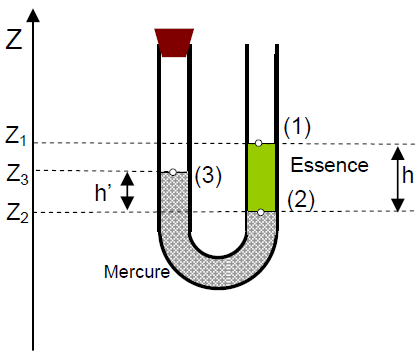 Z
Z1
(1)
Essence
h
Z3
(3)
h’
Z2
(2)
Mercure